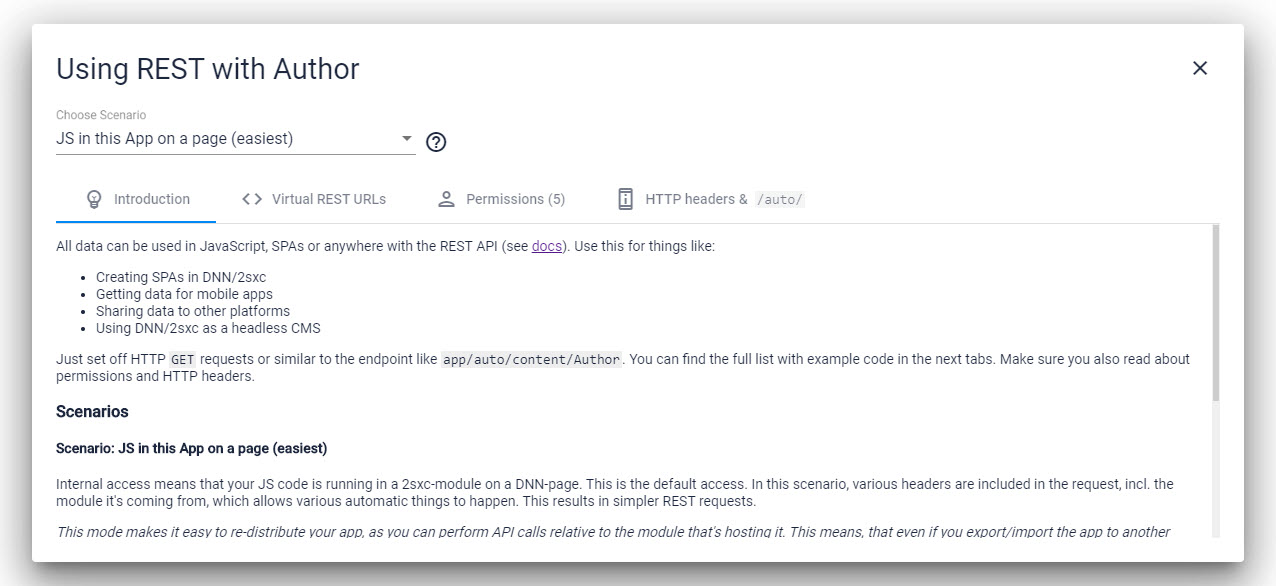 Using REST with Author
Choose Scenario
JS in this App on a page (easiest)
Introduction
Virtual REST URLs
Permissions (5)
HTTP headers & /auto/
All data can be used in JavaScript, SPAs or anywhere with the REST API (see docs). Use this for things like:
Creating SPAs in DNN/2sxc
Getting data for mobile apps
Sharing data to other platforms
Using DNN/2sxc as a headless CMS
Just set off HTTP GET requests or similar to the endpoint like app/auto/content/Author. You can find the full list with example code in the next tabs. Make sure you also read about
permissions and HTTP headers.
Scenarios
Scenario: JS in this App on a page (easiest)
Internal access means that your JS code is running in a 2sxc-module on a DNN-page. This is the default access. In this scenario, various headers are included in the request, incl. the
module it's coming from, which allows various automatic things to happen. This results in simpler REST requests.
This mode makes it easy to re-distribute your app, as you can perform API calls relative to the module that's hosting it. This means, that even if you export/import the app to another